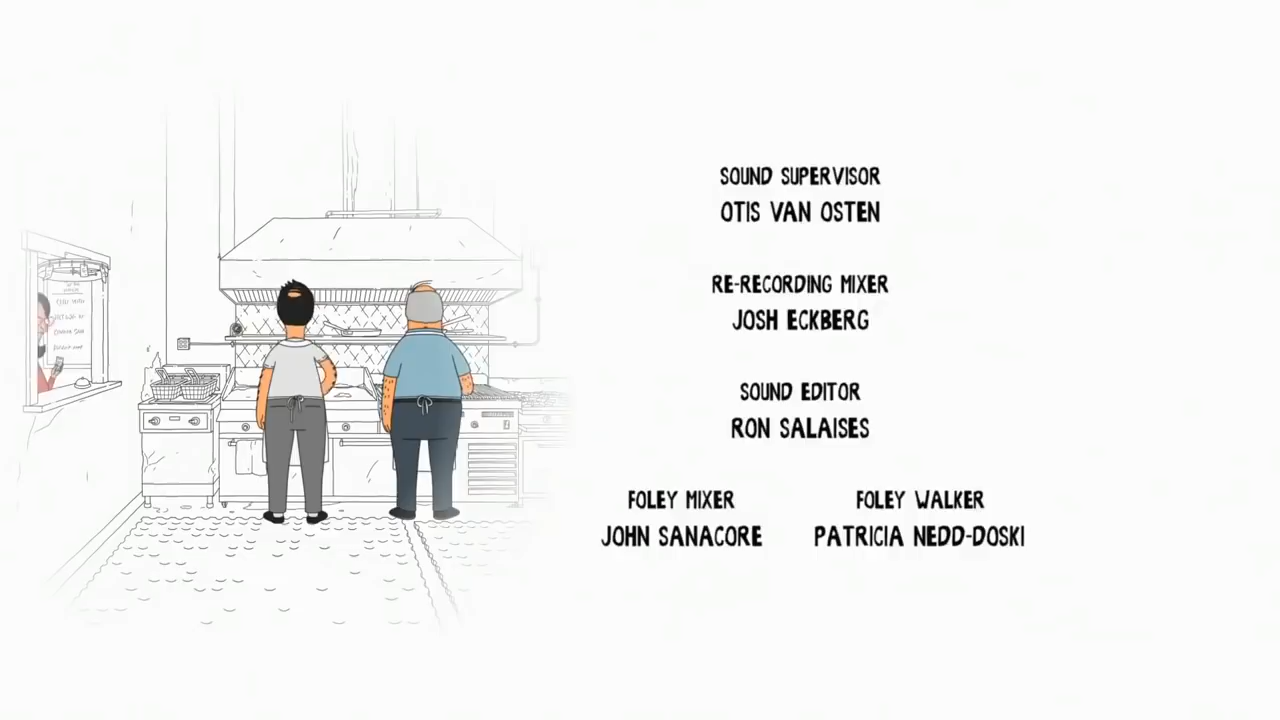 SOUND SUPERVISOR
OTIS VAN OSTEN
RE-RECORDING MIXER
JOSH ECKBERG
SOUND EDITOR
RON SALAISES
FOLEY MIXER
JOHN SANACORE
FOLEY WALKER
PATRICIA NEDD-DOSKI